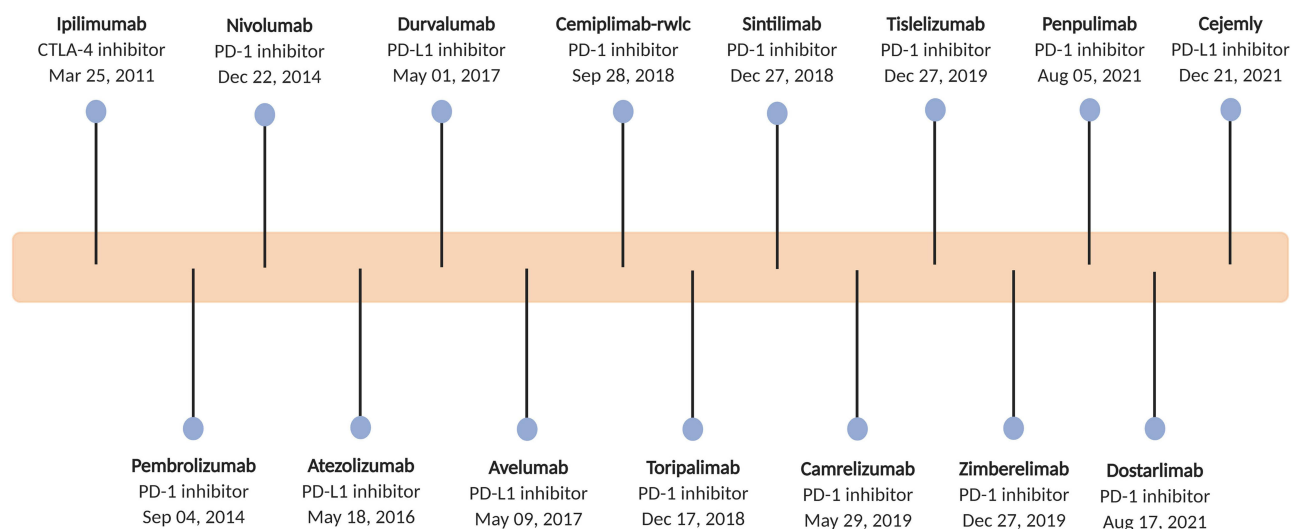 Ipilimumab
CTLA-4 inhibitor
Mar 25, 2011
Nivolumab
PD-1 inhibitor
Dec 22, 2014
Durvalumab
PD-L1 inhibitor
May 01, 2017
Cemiplimab-rwlc
PD-1 inhibitor
Sep 28, 2018
Sintilimab
PD-1 inhibitor
Dec 27, 2018
Tislelizumab
PD-1 inhibitor
Dec 27, 2019
Penpulimab
PD-1 inhibitor
Aug 05, 2021
Cejemly
PD-L1 inhibitor
Dec 21, 2021
Pembrolizumab
PD-1 inhibitor
Sep 04, 2014
Atezolizumab
PD-L1 inhibitor
May 18, 2016
Avelumab
PD-L1 inhibitor
May 09, 2017
Toripalimab
PD-1 inhibitor
Dec 17, 2018
Camrelizumab
PD-1 inhibitor
May 29, 2019
Zimberelimab
PD-1 inhibitor
Dec 27, 2019
Dostarlimab
PD-1 inhibitor
Aug 17, 2021